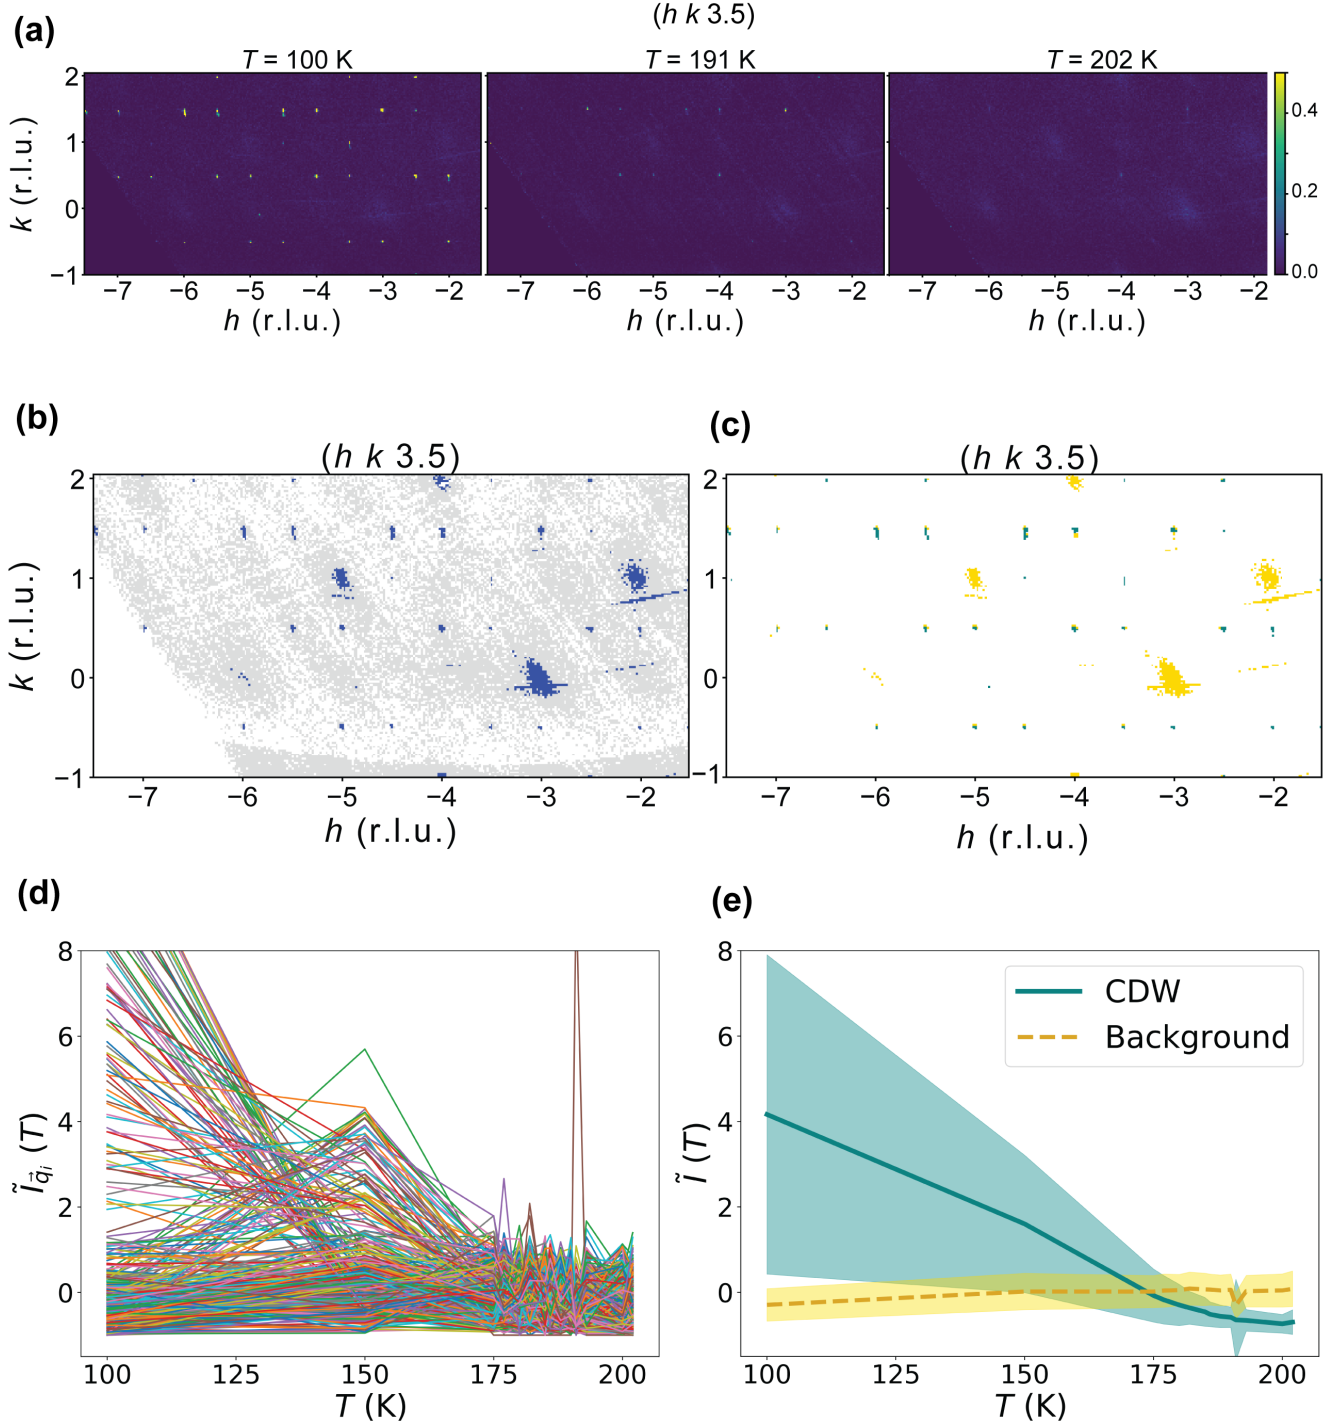 (a)
(h k 3.5)
T = 100 K
T = 191 K
T = 202 K
2
1
0
−1
k (r.l.u.)
−7 −6 −5 −4 −3 −2
−7 −6 −5 −4 −3 −2
−7 −6 −5 −4 −3 −2
h (r.l.u.)
h (r.l.u.)
h (r.l.u.)
0.4
0.2
0.0
(b)
(h k 3.5)
2
1
0
−1
k (r.l.u.)
−7 −6 −5 −4 −3 −2
h (r.l.u.)
(c)
(h k 3.5)
2
1
0
−1
−7 −6 −5 −4 −3 −2
h (r.l.u.)
(d)
8
6
4
2
0
Ĩ_{q⃗_i} (T)
100 125 150 175 200
T (K)
(e)
8
6
4
2
0
Ĩ (T)
CDW
Background
100 125 150 175 200
T (K)